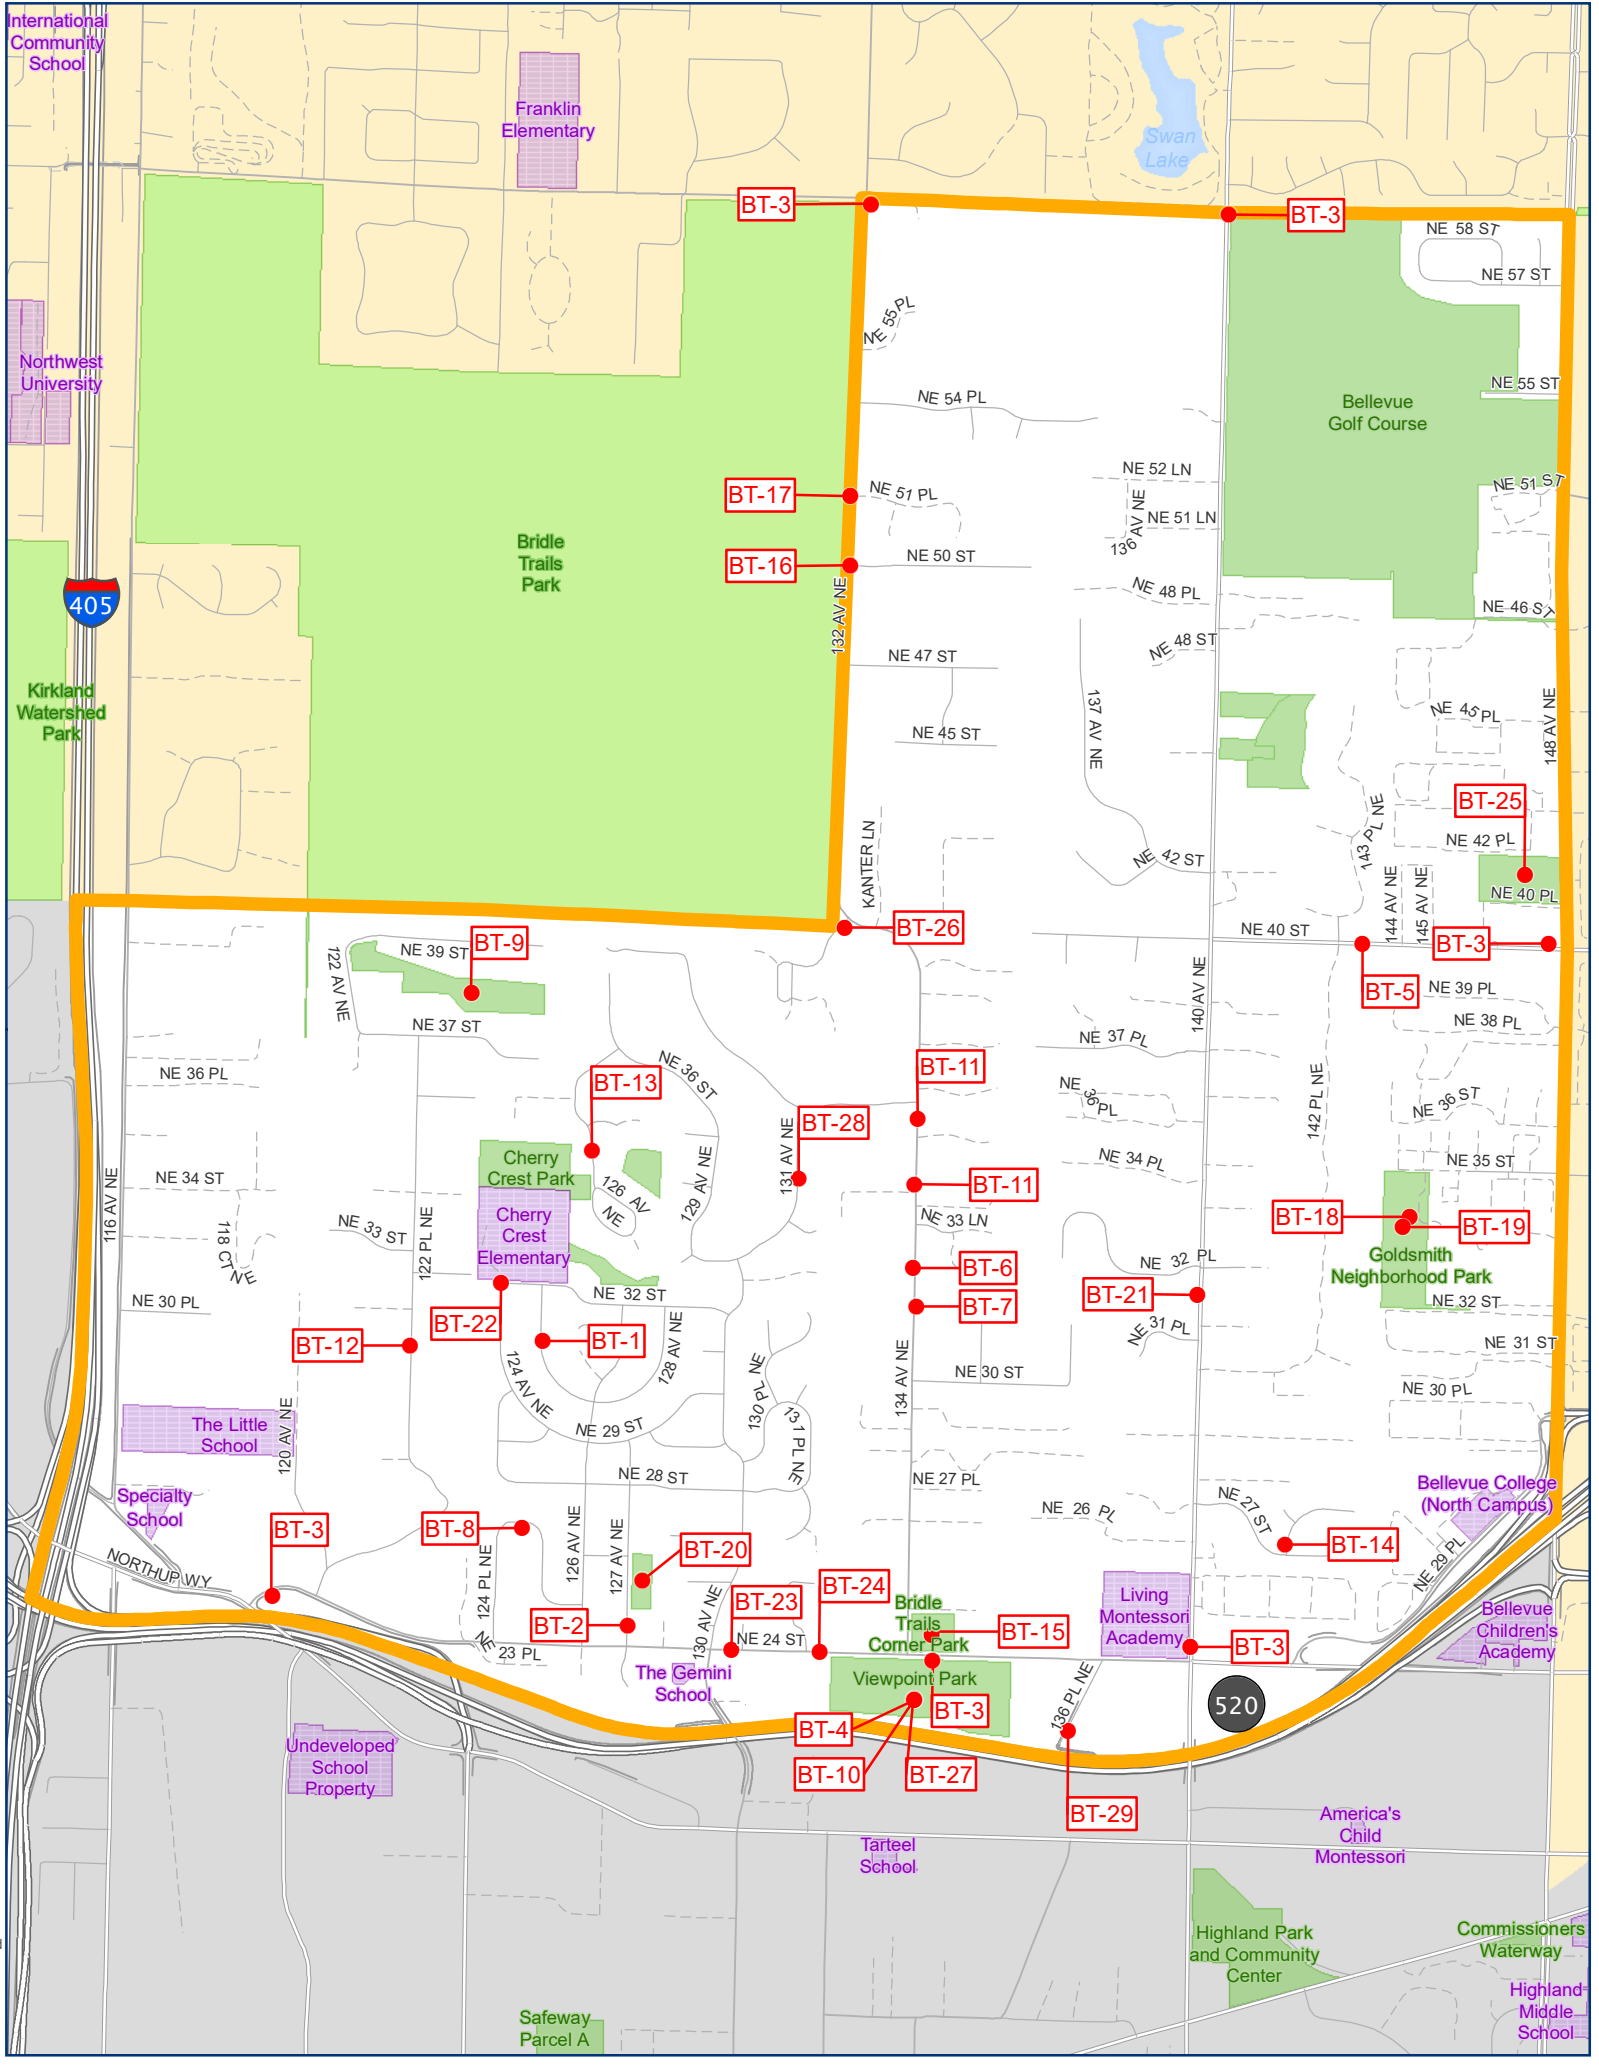 International
Community
School
Franklin
Elementary
Swan
Lake
BT-3
BT-3
NE 58 ST
NE 57 ST
NE 55 PL
Northwest
University
NE 54 PL
NE 55 ST
Bellevue
Golf Course
NE 52 LN
BT-17
NE 51 PL
NE 51 ST
136 AV NE
NE 51 LN
Bridle
Trails
Park
BT-16
NE 50 ST
405
132 AV NE
NE 48 PL
NE 46 ST
NE 48 ST
NE 47 ST
Kirkland
Watershed
Park
137 AV NE
NE 45 PL
148 AV NE
NE 45 ST
BT-25
143 PL NE
KANTER LN
NE 42 PL
NE 42 ST
144 AV NE
145 AV NE
NE 40 PL
BT-26
NE 40 ST
BT-3
BT-9
NE 39 ST
122 AV NE
140 AV NE
BT-5
NE 39 PL
NE 37 ST
NE 38 PL
NE 37 PL
NE 36 PL
NE 36 ST
BT-13
BT-11
NE 36 PL
142 PL NE
NE 36 ST
BT-28
131 AV NE
Cherry
Crest Park
NE 34 PL
NE 35 ST
NE 34 ST
116 AV NE
126 AV
NE
129 AV NE
BT-11
Cherry
Crest
Elementary
NE 33 ST
118 CT NE
122 PL NE
NE 33 LN
BT-18
BT-19
Goldsmith
Neighborhood Park
NE 32 PL
BT-6
BT-21
NE 32 ST
NE 32 ST
NE 30 PL
BT-7
BT-22
BT-12
BT-1
128 AV NE
NE 31 PL
NE 31 ST
134 AV NE
NE 30 ST
124 AV NE
130 PL NE
NE 30 PL
The Little
School
120 AV NE
NE 29 ST
131 PL NE
NE 28 ST
NE 27 PL
Bellevue College
(North Campus)
Specialty
School
NE 26 PL
NE 27 ST
BT-3
BT-8
126 AV NE
127 AV NE
BT-20
BT-14
NORTHUP WY
124 PL NE
NE 29 PL
BT-24
BT-23
130 AV NE
Living
Montessori
Academy
Bridle
Trails
Corner Park
Bellevue
Children's
Academy
BT-2
NE 24 ST
BT-15
BT-3
NE 23 PL
The Gemini
School
Viewpoint Park
136 PL NE
520
BT-3
BT-4
Undeveloped
School
Property
BT-10
BT-27
BT-29
America's
Child
Montessori
Tarteel
School
Highland Park
and Community
Center
Commissioners
Waterway
Highland
Middle
School
Safeway
Parcel A